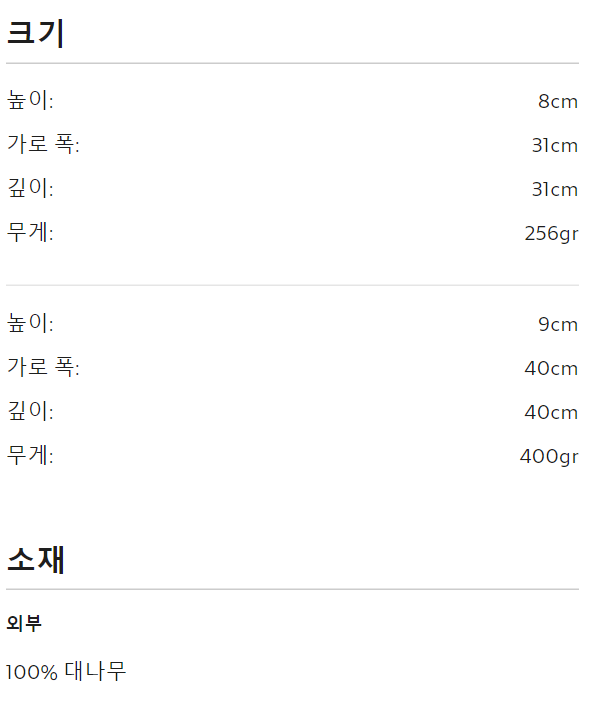 크기
높이: 8cm
가로 폭: 31cm
깊이: 31cm
무게: 256gr
높이: 9cm
가로 폭: 40cm
깊이: 40cm
무게: 400gr
소재
외부
100% 대나무